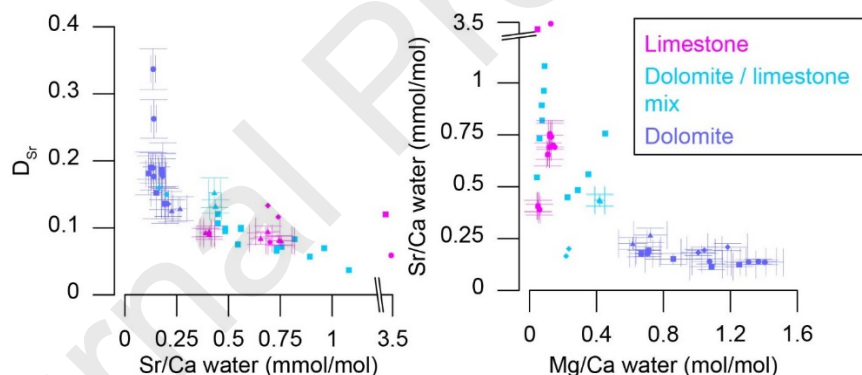 0.4
0.3
0.2
0.1
0
D_Sr
0 0.25 0.5 0.75 1 3.5
Sr/Ca water (mmol/mol)
3.5
1
0.75
0.5
0.25
0
Sr/Ca water (mmol/mol)
0 0.4 0.8 1.2 1.6
Mg/Ca water (mol/mol)
Limestone
Dolomite / limestone
mix
Dolomite